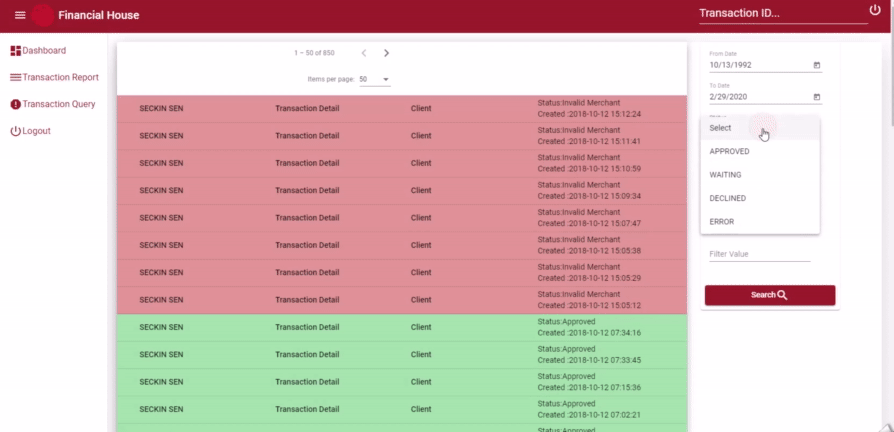 Financial House
Transaction ID...
Dashboard
Transaction Report
Transaction Query
Logout
1 – 50 of 850
Items per page: 50
SECKIN SEN Transaction Detail Client Status:Invalid Merchant
Created :2018-10-12 15:12:24
SECKIN SEN Transaction Detail Client Status:Invalid Merchant
Created :2018-10-12 15:11:41
SECKIN SEN Transaction Detail Client Status:Invalid Merchant
Created :2018-10-12 15:10:59
SECKIN SEN Transaction Detail Client Status:Invalid Merchant
Created :2018-10-12 15:09:34
SECKIN SEN Transaction Detail Client Status:Invalid Merchant
Created :2018-10-12 15:07:47
SECKIN SEN Transaction Detail Client Status:Invalid Merchant
Created :2018-10-12 15:05:38
SECKIN SEN Transaction Detail Client Status:Invalid Merchant
Created :2018-10-12 15:05:29
SECKIN SEN Transaction Detail Client Status:Invalid Merchant
Created :2018-10-12 15:05:12
SECKIN SEN Transaction Detail Client Status:Approved
Created :2018-10-12 07:34:16
SECKIN SEN Transaction Detail Client Status:Approved
Created :2018-10-12 07:33:45
SECKIN SEN Transaction Detail Client Status:Approved
Created :2018-10-12 07:15:36
SECKIN SEN Transaction Detail Client Status:Approved
Created :2018-10-12 07:02:21
Status:Approved
From Date
10/13/1992
To Date
2/29/2020
Select
APPROVED
WAITING
DECLINED
ERROR
Filter Value
Search